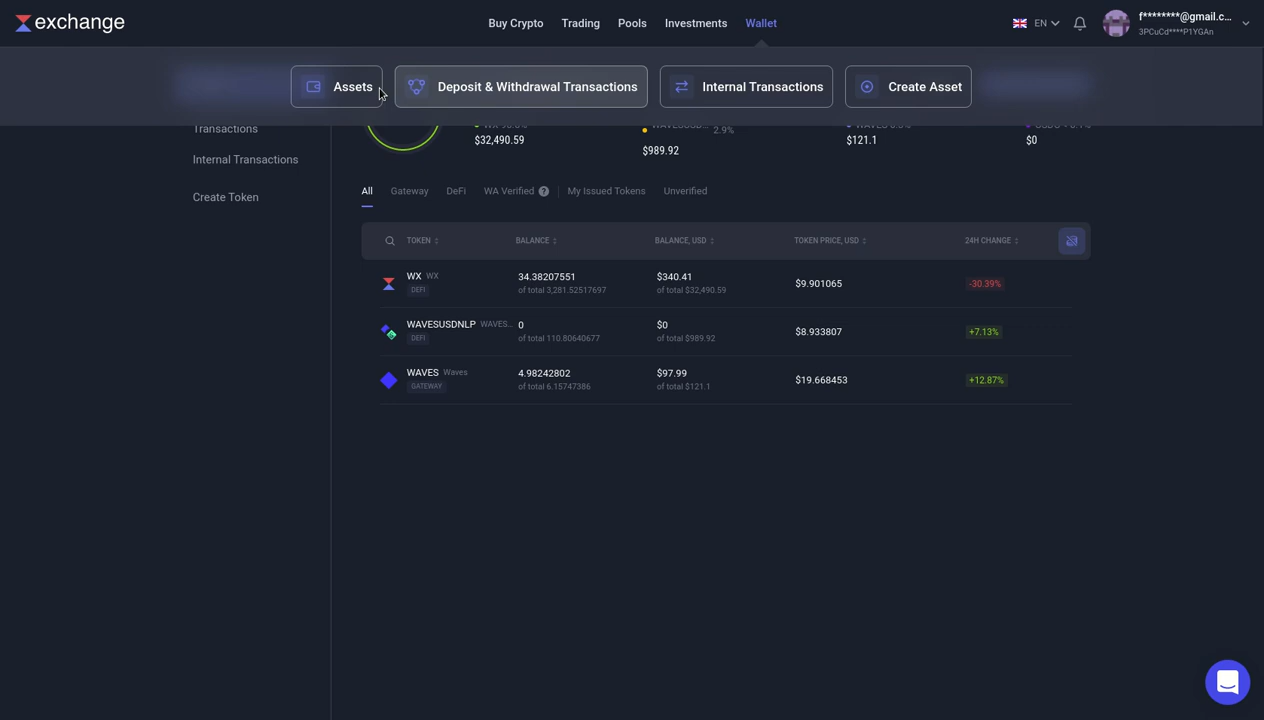 exchange
Buy Crypto Trading Pools Investments Wallet
EN
f********@gmail.c...
3PCuCd****P1YGAn
Assets Deposit & Withdrawal Transactions Internal Transactions Create Asset
Transactions
Internal Transactions
Create Token
2.9%
$32,490.59 $989.92 $121.1 $0
All Gateway DeFi WA Verified ? My Issued Tokens Unverified
TOKEN BALANCE BALANCE, USD TOKEN PRICE, USD 24H CHANGE
WX WX 34.38207551 $340.41 $9.901065 -30.39%
DEFI of total 3,281.52517697 of total $32,490.59
WAVESUSDNLP WAVES... 0 $0 $8.933807 +7.13%
DEFI of total 110.80640677 of total $989.92
WAVES Waves 4.98242802 $97.99 $19.668453 +12.87%
GATEWAY of total 6.15747386 of total $121.1